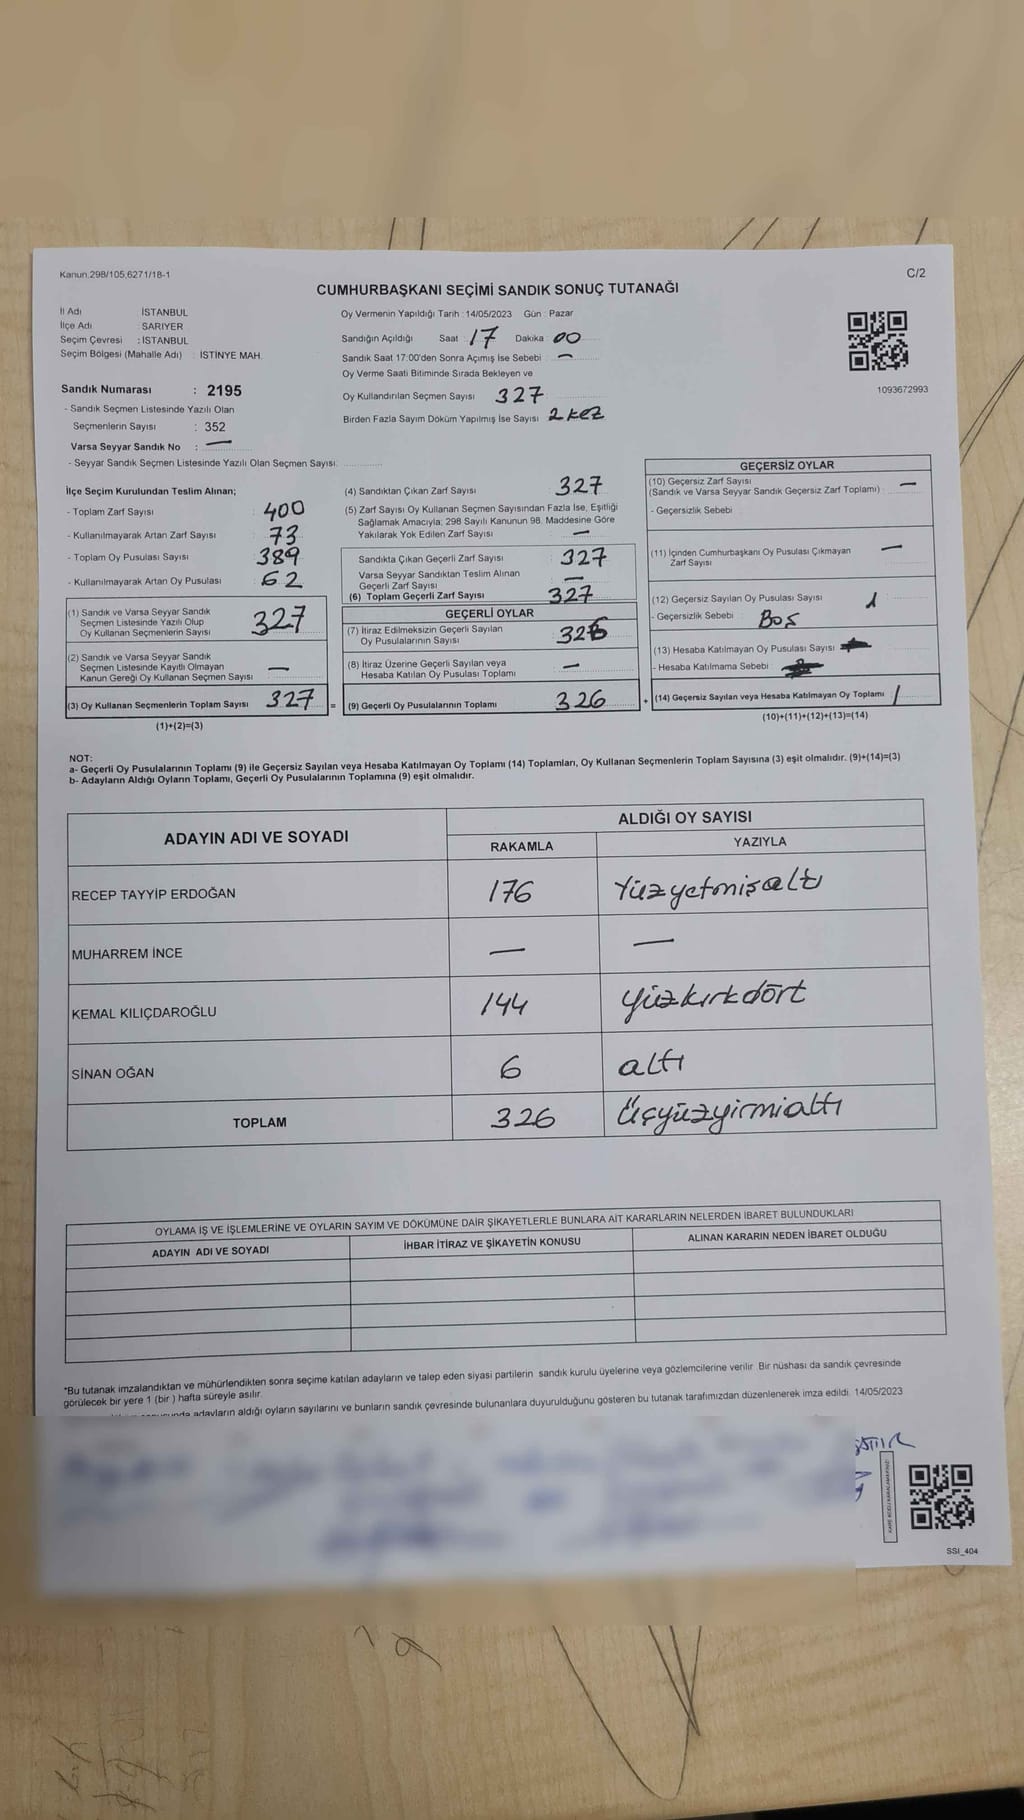 Kanun.298/105,6271/18-1
C/2
CUMHURBAŞKANI SEÇİMİ SANDIK SONUÇ TUTANAĞI
İl Adı İSTANBUL
İlçe Adı SARIYER
Seçim Çevresi : İSTANBUL
Seçim Bölgesi (Mahalle Adı) : İSTİNYE MAH.
Sandık Numarası : 2195
- Sandık Seçmen Listesinde Yazılı Olan
Seçmenlerin Sayısı : 352
Varsa Seyyar Sandık No : —
- Seyyar Sandık Seçmen Listesinde Yazılı Olan Seçmen Sayısı:
Oy Vermenin Yapıldığı Tarih : 14/05/2023 Gün : Pazar
Sandığın Açıldığı Saat : 17 Dakika : 00
Sandık Saat 17:00'den Sonra Açımış İse Sebebi : —
Oy Verme Saati Bitiminde Sırada Bekleyen ve
Oy Kullandırılan Seçmen Sayısı 327
Birden Fazla Sayım Döküm Yapılmış İse Sayısı : 2 kez
1093672993
İlçe Seçim Kurulundan Teslim Alınan;
- Toplam Zarf Sayısı 400
- Kullanılmayarak Artan Zarf Sayısı 73
- Toplam Oy Pusulası Sayısı 389
- Kullanılmayarak Artan Oy Pusulası 62
(1) Sandık ve Varsa Seyyar Sandık
Seçmen Listesinde Yazılı Olup
Oy Kullanan Seçmenlerin Sayısı 327
(2) Sandık ve Varsa Seyyar Sandık
Seçmen Listesinde Kayıtlı Olmayan
Kanun Gereği Oy Kullanan Seçmen Sayısı —
(3) Oy Kullanan Seçmenlerin Toplam Sayısı 327 =
(1)+(2)=(3)
(4) Sandıktan Çıkan Zarf Sayısı : 327
(5) Zarf Sayısı Oy Kullanan Seçmen Sayısından Fazla İse, Eşitliği
Sağlamak Amacıyla; 298 Sayılı Kanunun 98. Maddesine Göre
Yakılarak Yok Edilen Zarf Sayısı —
Sandıkta Çıkan Geçerli Zarf Sayısı : 327
Varsa Seyyar Sandıktan Teslim Alınan
Geçerli Zarf Sayısı —
(6) Toplam Geçerli Zarf Sayısı 327
GEÇERLİ OYLAR
(7) İtiraz Edilmeksizin Geçerli Sayılan
Oy Pusulalarının Sayısı 326
(8) İtiraz Üzerine Geçerli Sayılan veya
Hesaba Katılan Oy Pusulası Toplamı —
(9) Geçerli Oy Pusulalarının Toplamı 326 +
GEÇERSİZ OYLAR
(10) Geçersiz Zarf Sayısı
(Sandık ve Varsa Seyyar Sandık Geçersiz Zarf Toplamı) : —
- Geçersizlik Sebebi
(11) İçinden Cumhurbaşkanı Oy Pusulası Çıkmayan
Zarf Sayısı —
(12) Geçersiz Sayılan Oy Pusulası Sayısı 1
- Geçersizlik Sebebi : Boş
(13) Hesaba Katılmayan Oy Pusulası Sayısı
- Hesaba Katılmama Sebebi
(14) Geçersiz Sayılan veya Hesaba Katılmayan Oy Toplamı 1
(10)+(11)+(12)+(13)=(14)
NOT:
a- Geçerli Oy Pusulalarının Toplamı (9) ile Geçersiz Sayılan veya Hesaba Katılmayan Oy Toplamı (14) Toplamları, Oy Kullanan Seçmenlerin Toplam Sayısına (3) eşit olmalıdır. (9)+(14)=(3)
b- Adayların Aldığı Oyların Toplamı, Geçerli Oy Pusulalarının Toplamına (9) eşit olmalıdır.
ADAYIN ADI VE SOYADI
ALDIĞI OY SAYISI
RAKAMLA YAZIYLA
RECEP TAYYİP ERDOĞAN 176 Yüzyetmişaltı
MUHARREM İNCE — —
KEMAL KILIÇDAROĞLU 144 yüzkırkdört
SİNAN OĞAN 6 altı
TOPLAM 326 Üçyüzyirmialtı
OYLAMA İŞ VE İŞLEMLERİNE VE OYLARIN SAYIM VE DÖKÜMÜNE DAİR ŞİKAYETLERLE BUNLARA AİT KARARLARIN NELERDEN İBARET BULUNDUKLARI
ADAYIN ADI VE SOYADI İHBAR İTİRAZ VE ŞİKAYETİN KONUSU ALINAN KARARIN NEDEN İBARET OLDUĞU
*Bu tutanak imzalandıktan ve mühürlendikten sonra seçime katılan adayların ve talep eden siyasi partilerin sandık kurulu üyelerine veya gözlemcilerine verilir. Bir nüshası da sandık çevresinde
görülecek bir yere 1 (bir ) hafta süreyle asılır.
adayların aldığı oyların sayılarını ve bunların sandık çevresinde bulunanlara duyurulduğunu gösteren bu tutanak tarafımızdan düzenlenerek imza edildi. 14/05/2023
SSI_404